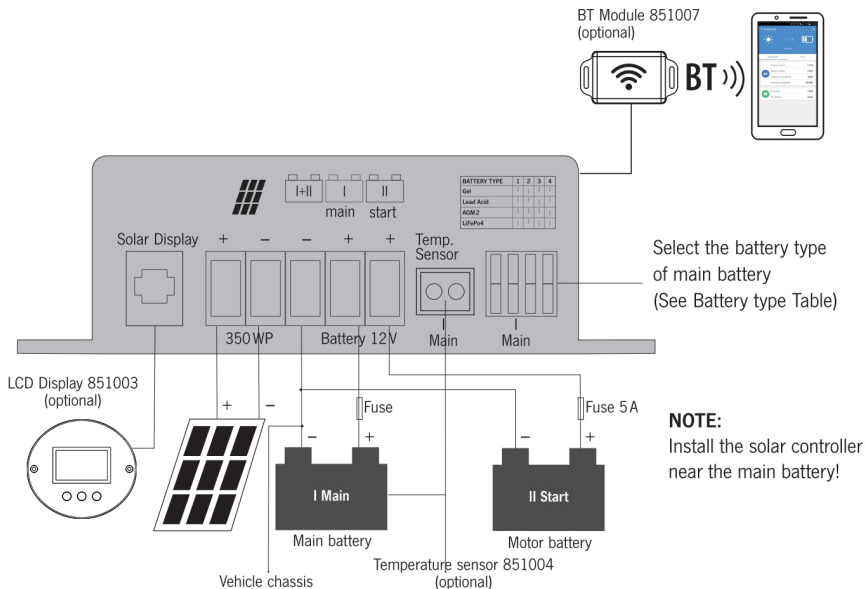 BT Module 851007
(optional)
BT
I+II
I
II
main
start
BATTERY TYPE 1 2 3 4
Gel
Lead Acid
AGM 2
LiFePo4
Solar Display
+ − − + +
Temp.
Sensor
350 WP
Battery 12 V
I
Main
I
Main
Select the battery type
of main battery
(See Battery type Table)
LCD Display 851003
(optional)
+ −
Fuse
Fuse 5 A
− +
− +
I Main
II Start
Main battery
Motor battery
NOTE:
Install the solar controller
near the main battery!
Vehicle chassis
Temperature sensor 851004
(optional)